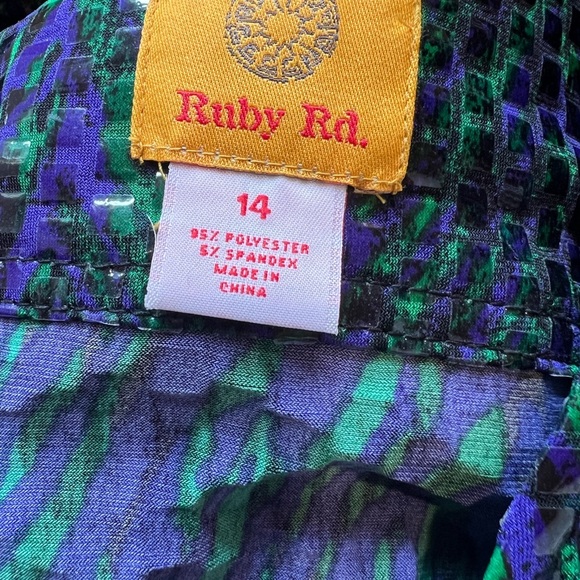 Ruby Rd.
14
95% POLYESTER
5% SPANDEX
MADE IN
CHINA